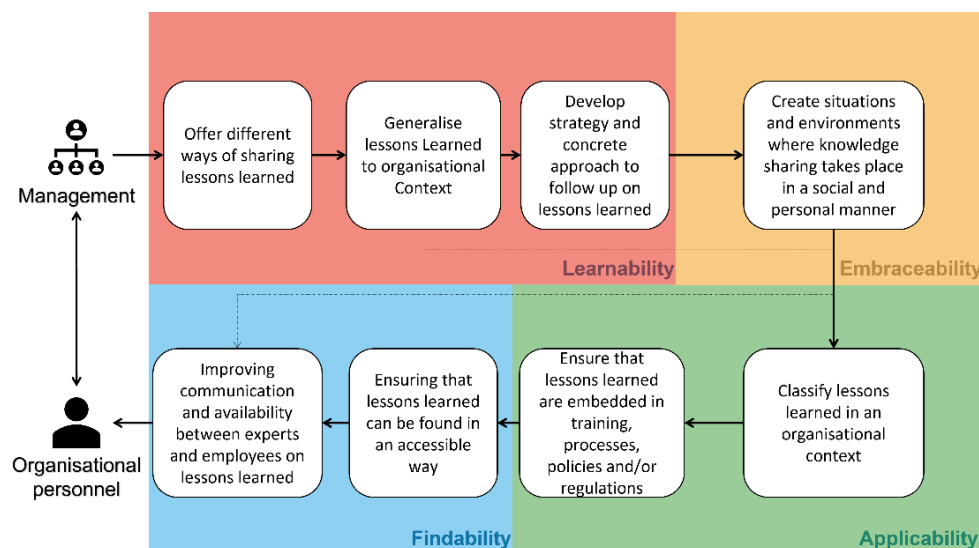 Management
Offer different
ways of sharing
lessons learned
Generalise
lessons Learned
to organisational
Context
Develop
strategy and
concrete
approach to
follow up on
lessons learned
Create situations
and environments
where knowledge
sharing takes place
in a social and
personal manner
Learnability
Embraceability
Organisational
personnel
Improving
communication
and availability
between experts
and employees on
lessons learned
Ensuring that
lessons learned
can be found in
an accessible
way
Ensure that
lessons learned
are embedded in
training,
processes,
policies and/or
regulations
Classify lessons
learned in an
organisational
context
Findability
Applicability